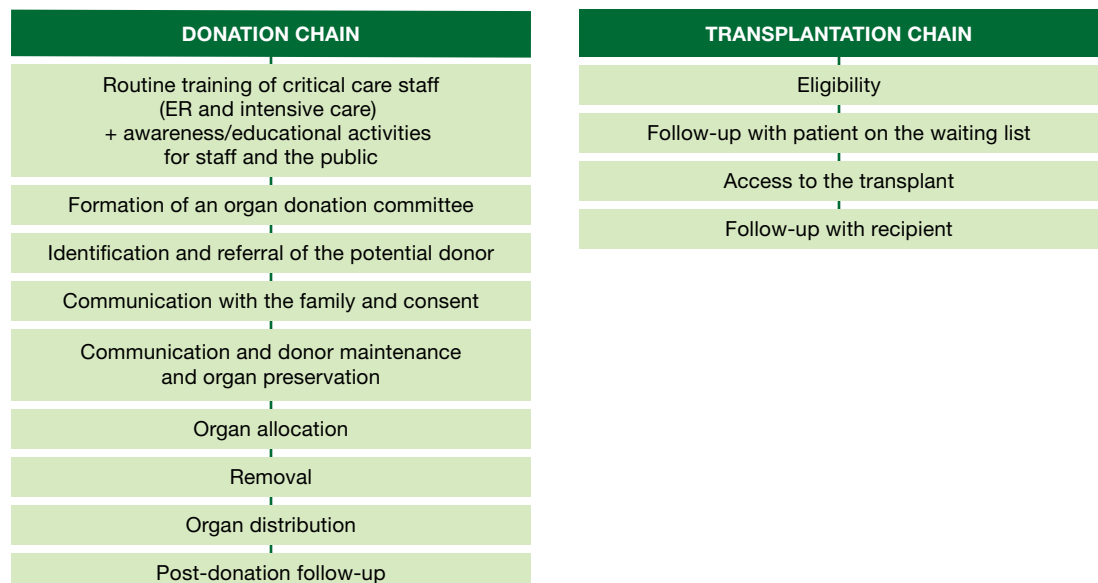 DONATION CHAIN
Routine training of critical care staff
(ER and intensive care)
+ awareness/educational activities
for staff and the public
Formation of an organ donation committee
Identification and referral of the potential donor
Communication with the family and consent
Communication and donor maintenance
and organ preservation
Organ allocation
Removal
Organ distribution
Post-donation follow-up
TRANSPLANTATION CHAIN
Eligibility
Follow-up with patient on the waiting list
Access to the transplant
Follow-up with recipient